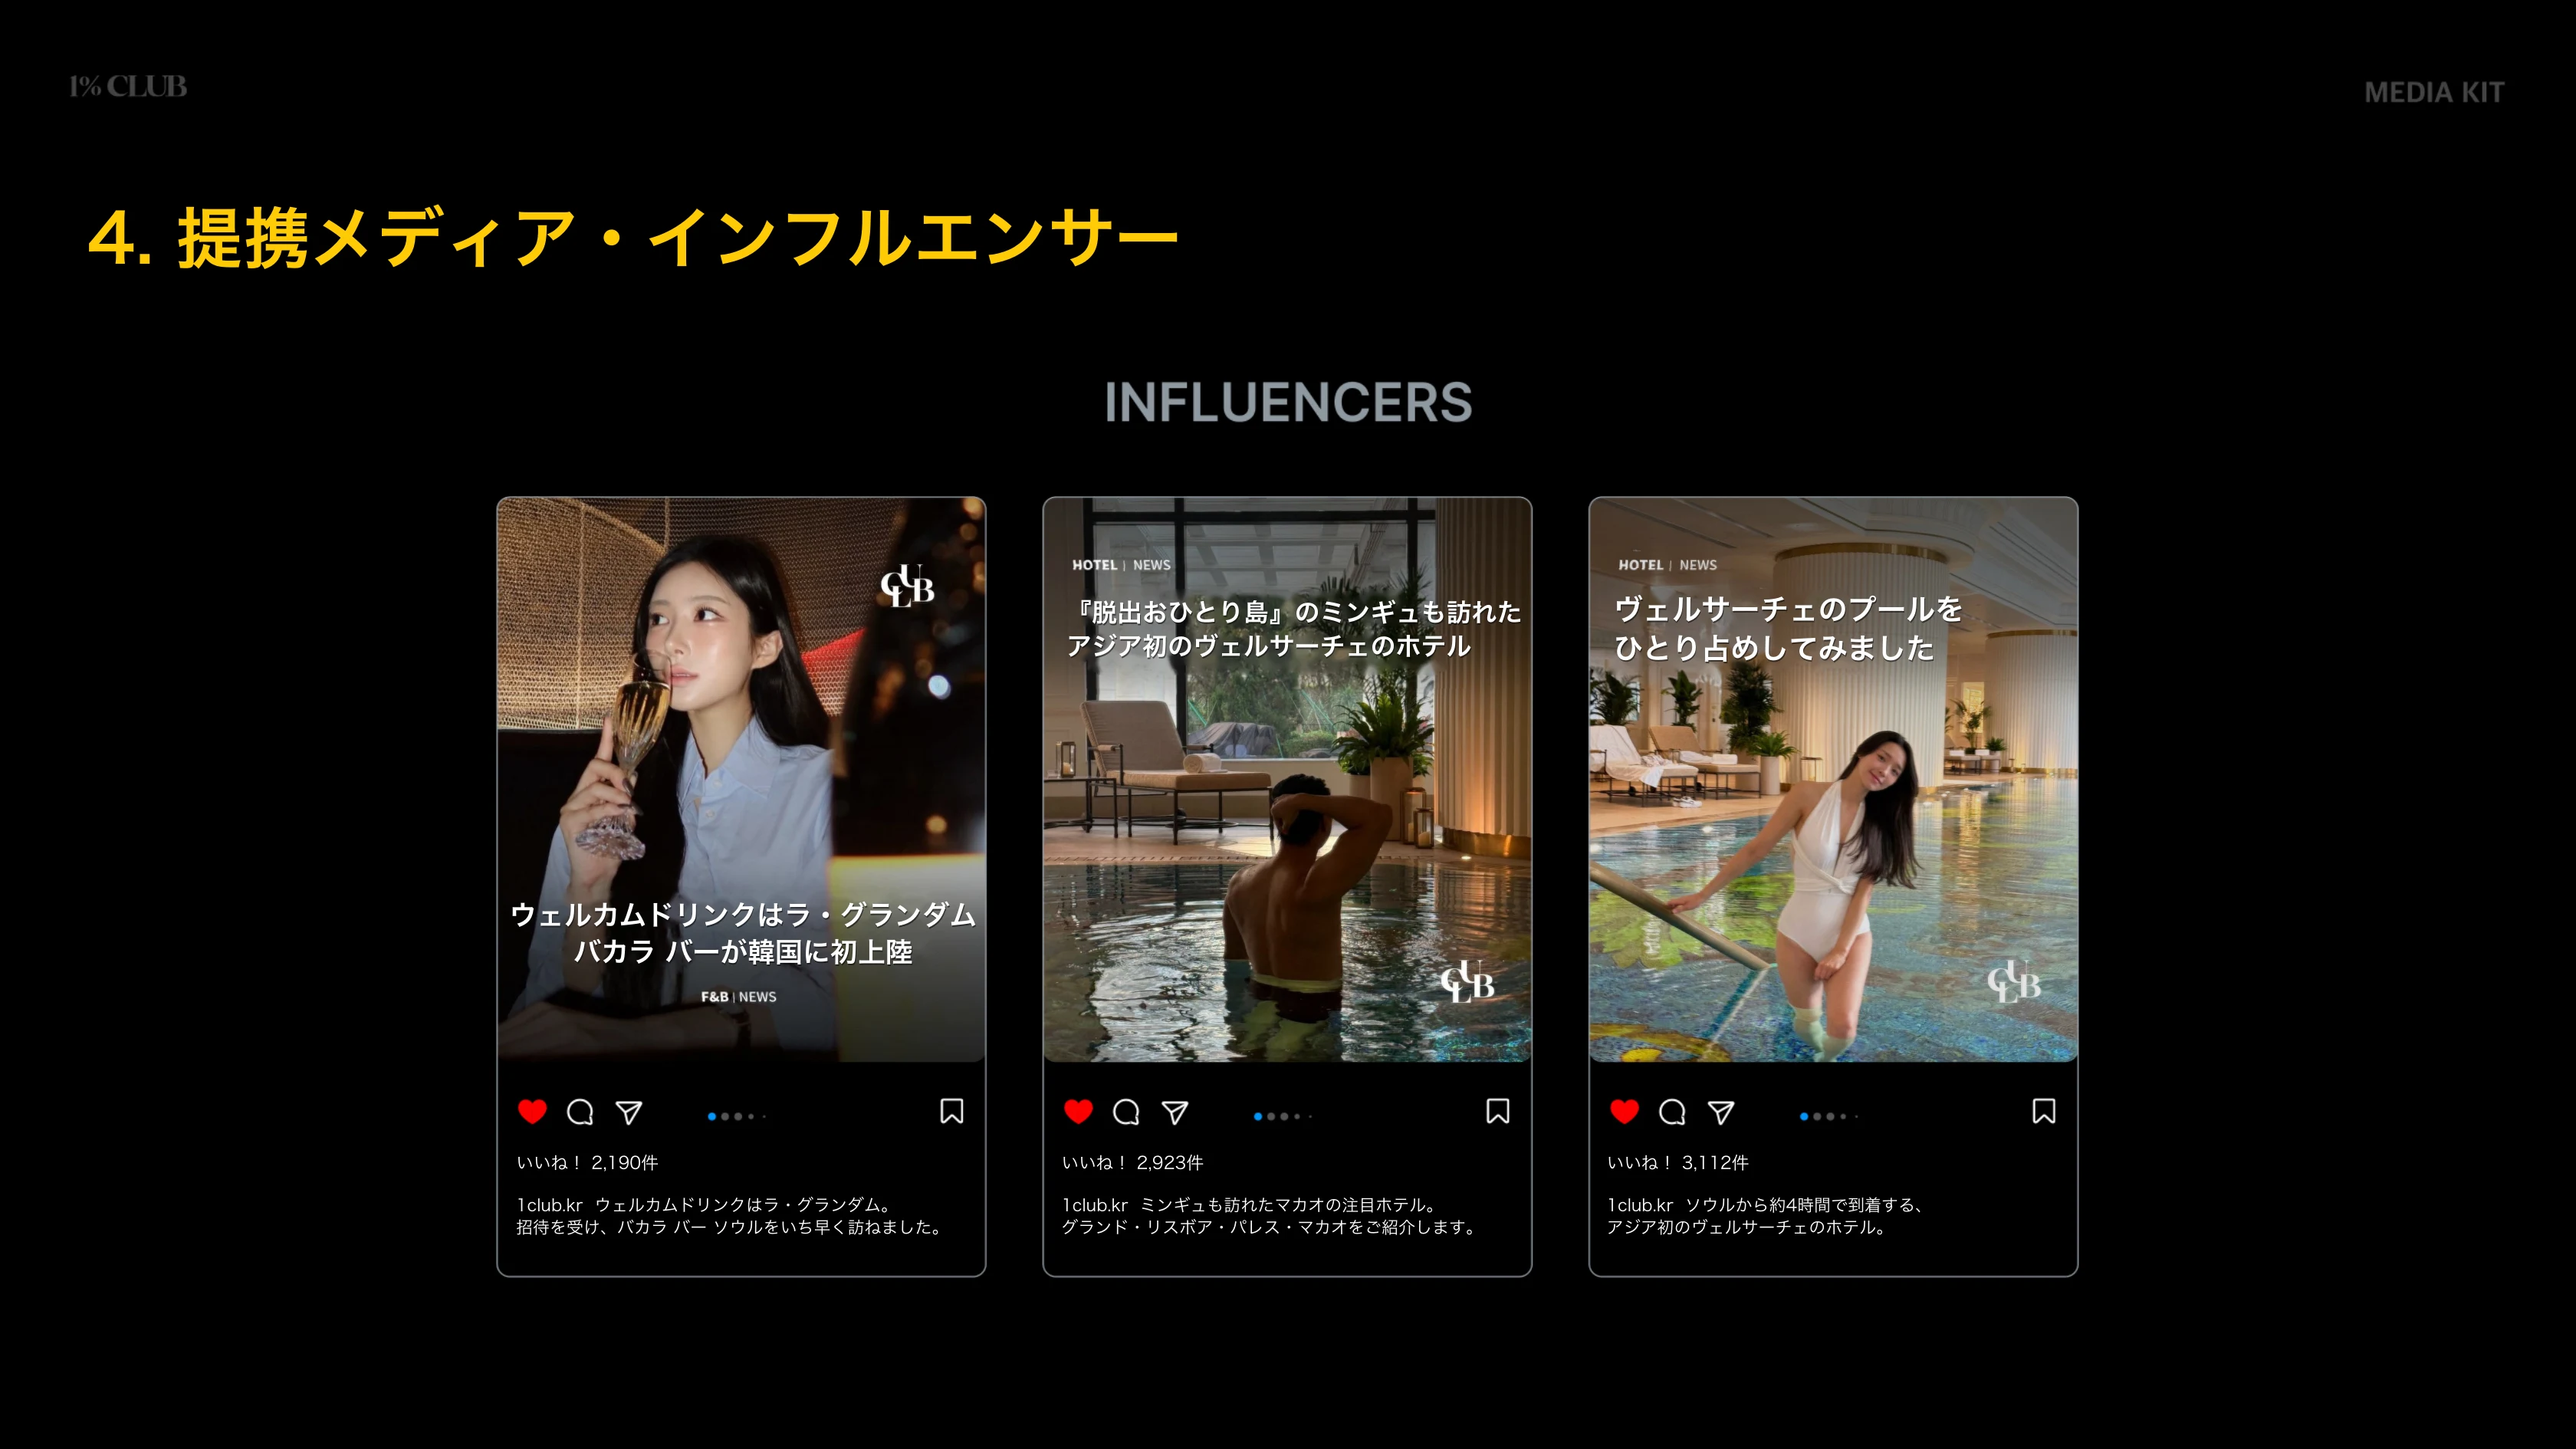 1% CLUB
MEDIA KIT
4. 提携メディア・インフルエンサー
INFLUENCERS
CLUB
ウェルカムドリンクはラ・グランダム
バカラ バーが韓国に初上陸
F&B | NEWS
いいね！ 2,190件
1club.kr ウェルカムドリンクはラ・グランダム。
招待を受け、バカラ バー ソウルをいち早く訪ねました。
HOTEL | NEWS
『脱出おひとり島』のミンギュも訪れた
アジア初のヴェルサーチェのホテル
CLUB
いいね！ 2,923件
1club.kr ミンギュも訪れたマカオの注目ホテル。
グランド・リスボア・パレス・マカオをご紹介します。
HOTEL | NEWS
ヴェルサーチェのプールを
ひとり占めしてみました
CLUB
いいね！ 3,112件
1club.kr ソウルから約4時間で到着する、
アジア初のヴェルサーチェのホテル。